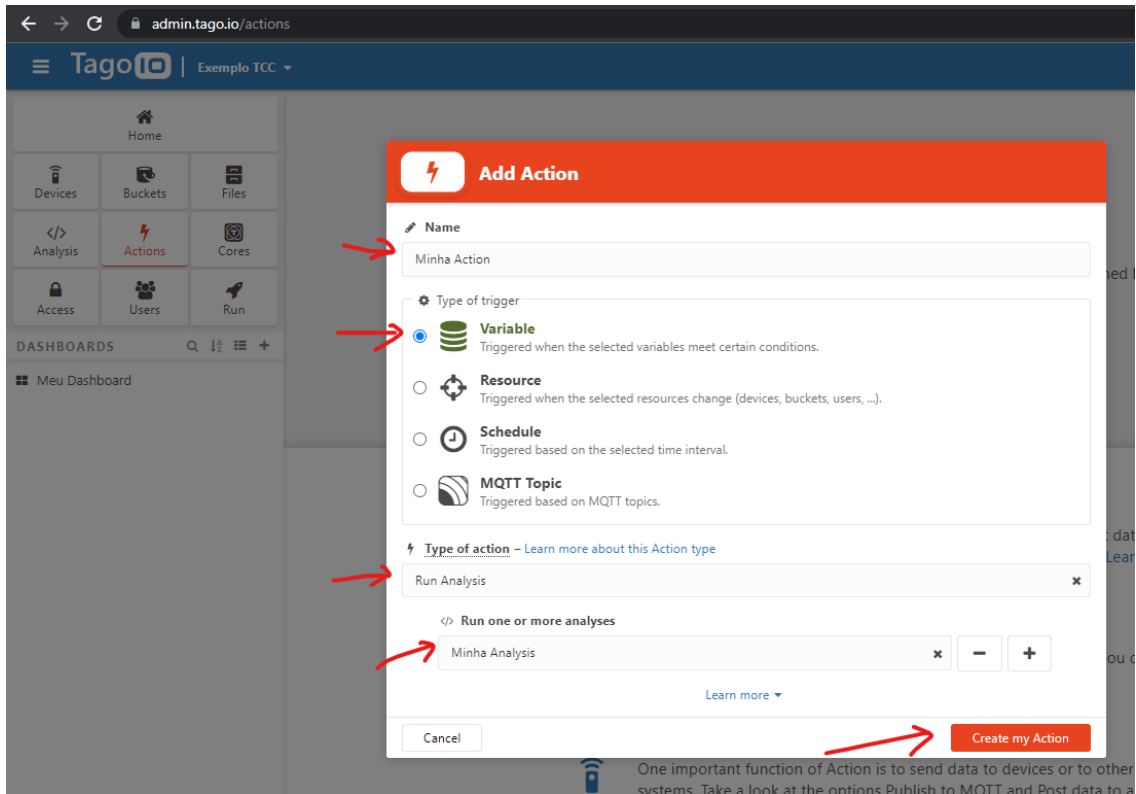 admin.tago.io/actions
TagoIO | Exemplo TCC
Home
Devices
Buckets
Files
Analysis
Actions
Cores
Access
Users
Run
DASHBOARDS
Meu Dashboard
Add Action
Name
Minha Action
Type of trigger
Variable
Triggered when the selected variables meet certain conditions.
Resource
Triggered when the selected resources change (devices, buckets, users, ...).
Schedule
Triggered based on the selected time interval.
MQTT Topic
Triggered based on MQTT topics.
Type of action – Learn more about this Action type
Run Analysis
</> Run one or more analyses
Minha Analysis
Learn more
Cancel
Create my Action
One important function of Action is to send data to devices or to other
systems. Take a look at the options Publish to MQTT and Post data to a